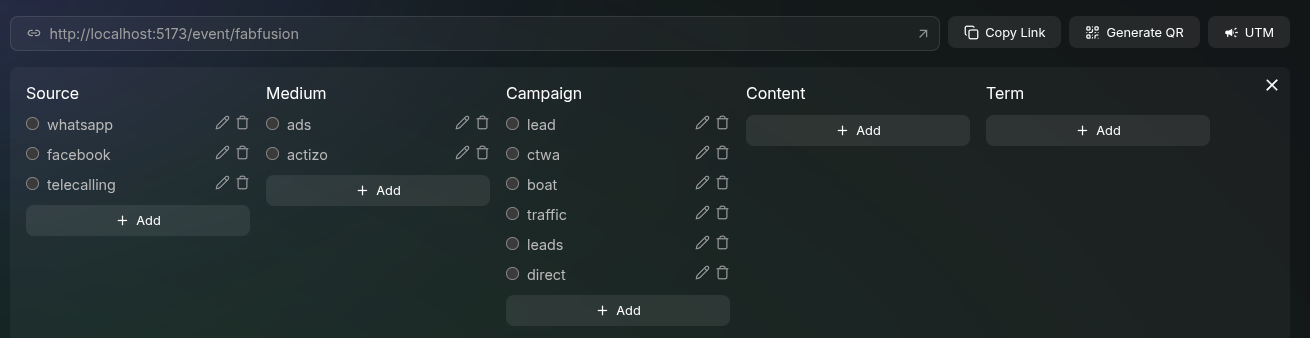 http://localhost:5173/event/fabfusion
Copy Link
Generate QR
UTM
Source
whatsapp
facebook
telecalling
Add
Medium
ads
actizo
Add
Campaign
lead
ctwa
boat
traffic
leads
direct
Add
Content
Add
Term
Add